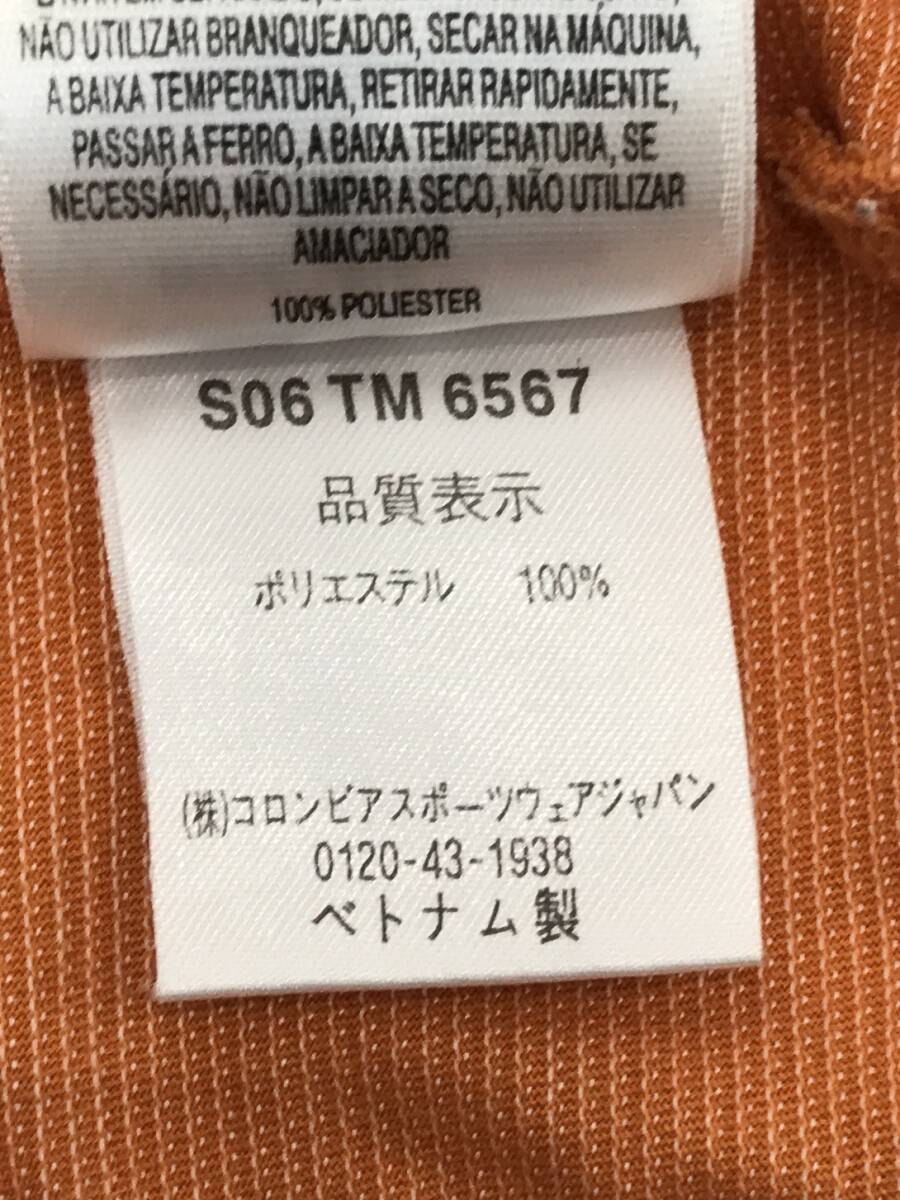 NÃO UTILIZAR BRANQUEADOR, SECAR NA MÁQUINA,
A BAIXA TEMPERATURA, RETIRAR RAPIDAMENTE,
PASSAR A FERRO, A BAIXA TEMPERATURA, SE
NECESSÁRIO, NÃO LIMPAR A SECO, NÃO UTILIZAR
AMACIADOR
100% POLIESTER
S06 TM 6567
品質表示
ポリエステル 100%
(株)コロンビアスポーツウェアジャパン
0120-43-1938
ベトナム製